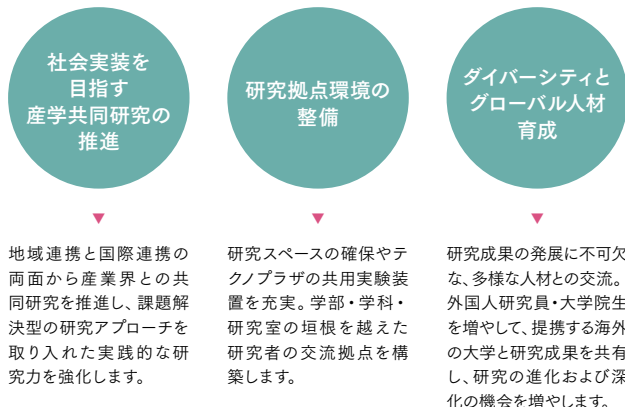 社会実装を
目指す
産学共同研究の
推進
地域連携と国際連携の
両面から産業界との共
同研究を推進し、課題解
決型の研究アプローチを
取り入れた実践的な研
究力を強化します。
研究拠点環境の
整備
研究スペースの確保やテ
クノプラザの共用実験装
置を充実。学部・学科・
研究室の垣根を越えた
研究者の交流拠点を構
築します。
ダイバーシティと
グローバル人材
育成
研究成果の発展に不可欠
な、多様な人材との交流。
外国人研究員・大学院生
を増やして、提携する海外
の大学と研究成果を共有
し、研究の進化および深
化の機会を増やします。